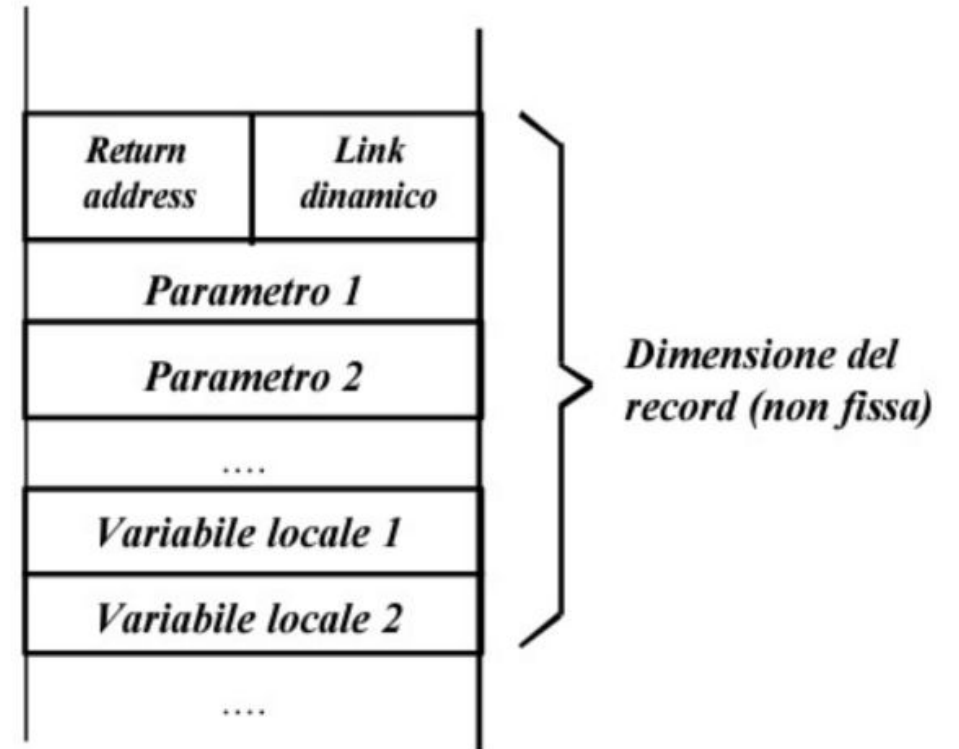 Return
address
Link
dinamico
Parametro 1
Parametro 2
....
Variabile locale 1
Variabile locale 2
....
Dimensione del
record (non fissa)